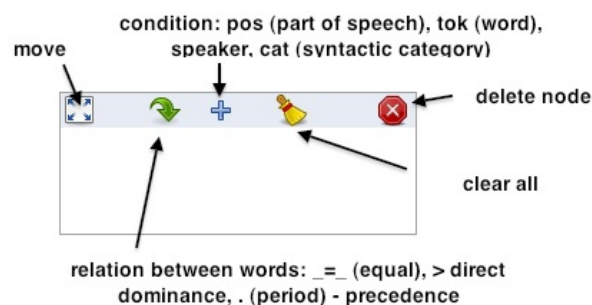 condition: pos (part of speech), tok (word),
speaker, cat (syntactic category)
move
delete node
clear all
relation between words: _=_ (equal), > direct
dominance, . (period) - precedence